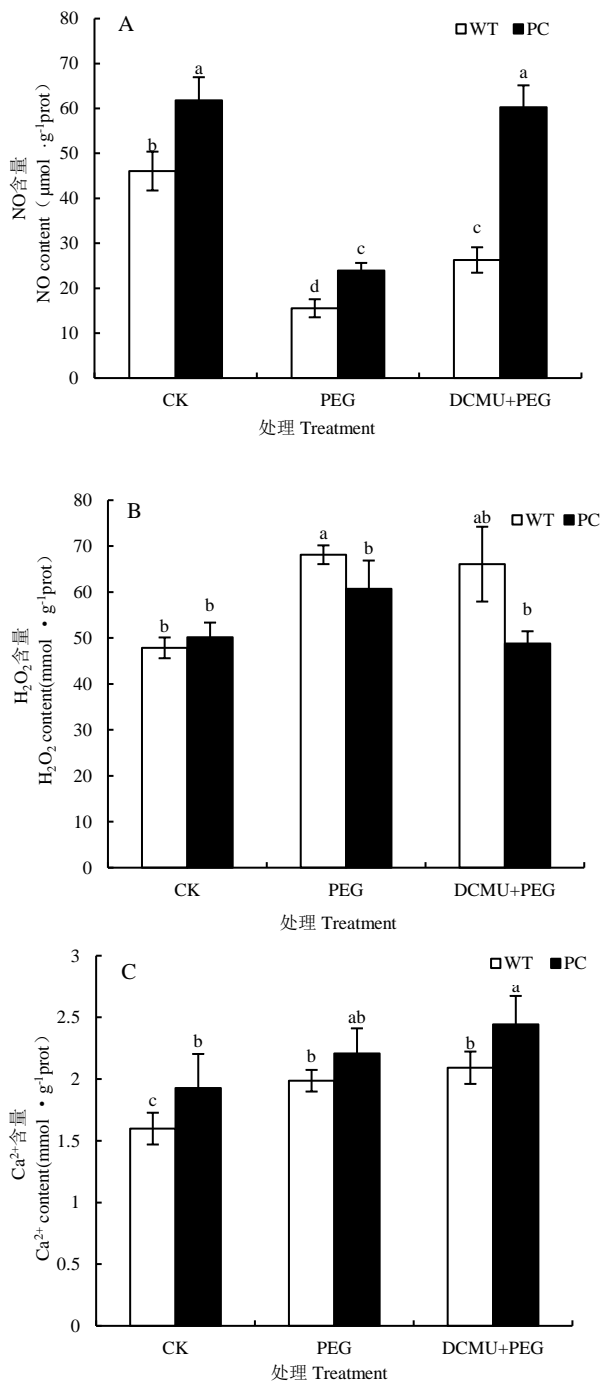 A
WT PC
80
70
60
50
40
30
20
10
0
NO含量
NO content（ μmol ·g⁻¹prot）
b
a
d
c
c
a
CK PEG DCMU+PEG
处理 Treatment
B
WT PC
80
70
60
50
40
30
20
10
0
H₂O₂含量
H₂O₂ content(mmol • g⁻¹prot)
b
b
a
b
ab
b
CK PEG DCMU+PEG
处理 Treatment
C
WT PC
3
2.5
2
1.5
1
0.5
0
Ca²⁺含量
Ca²⁺ content(mmol • g⁻¹prot)
c
b
b
ab
b
a
CK PEG DCMU+PEG
处理 Treatment